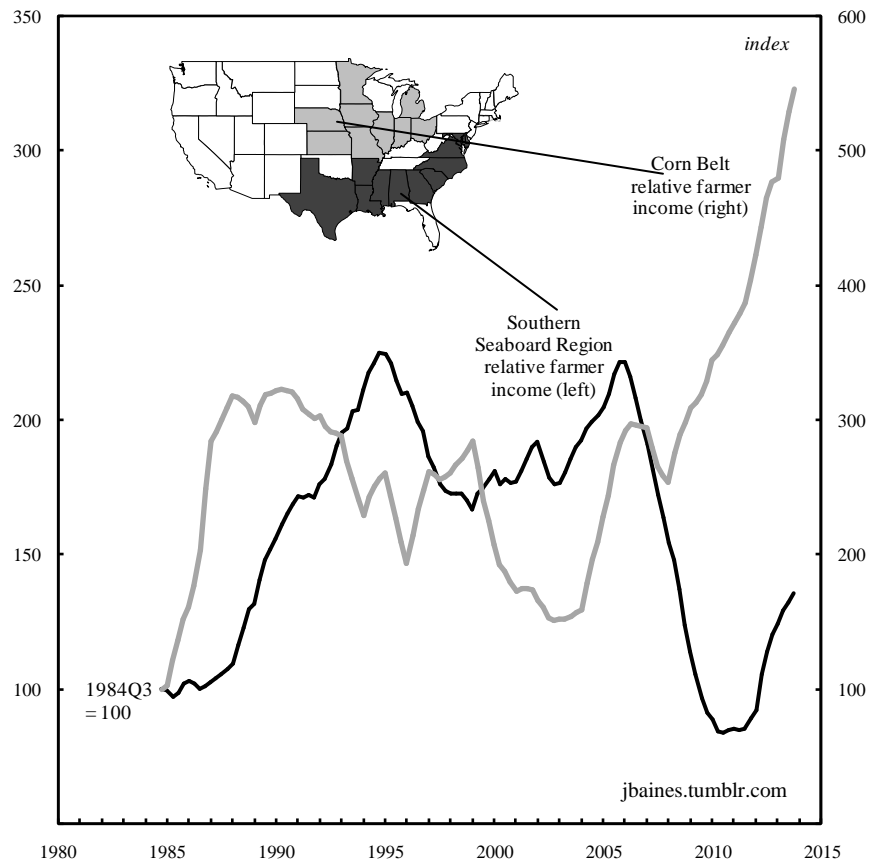 350
600
index
300
500
Corn Belt
relative farmer
income (right)
250
400
Southern
Seaboard Region
relative farmer
income (left)
200
300
150
200
1984Q3
= 100
100
100
jbaines.tumblr.com
1980
1985
1990
1995
2000
2005
2010
2015